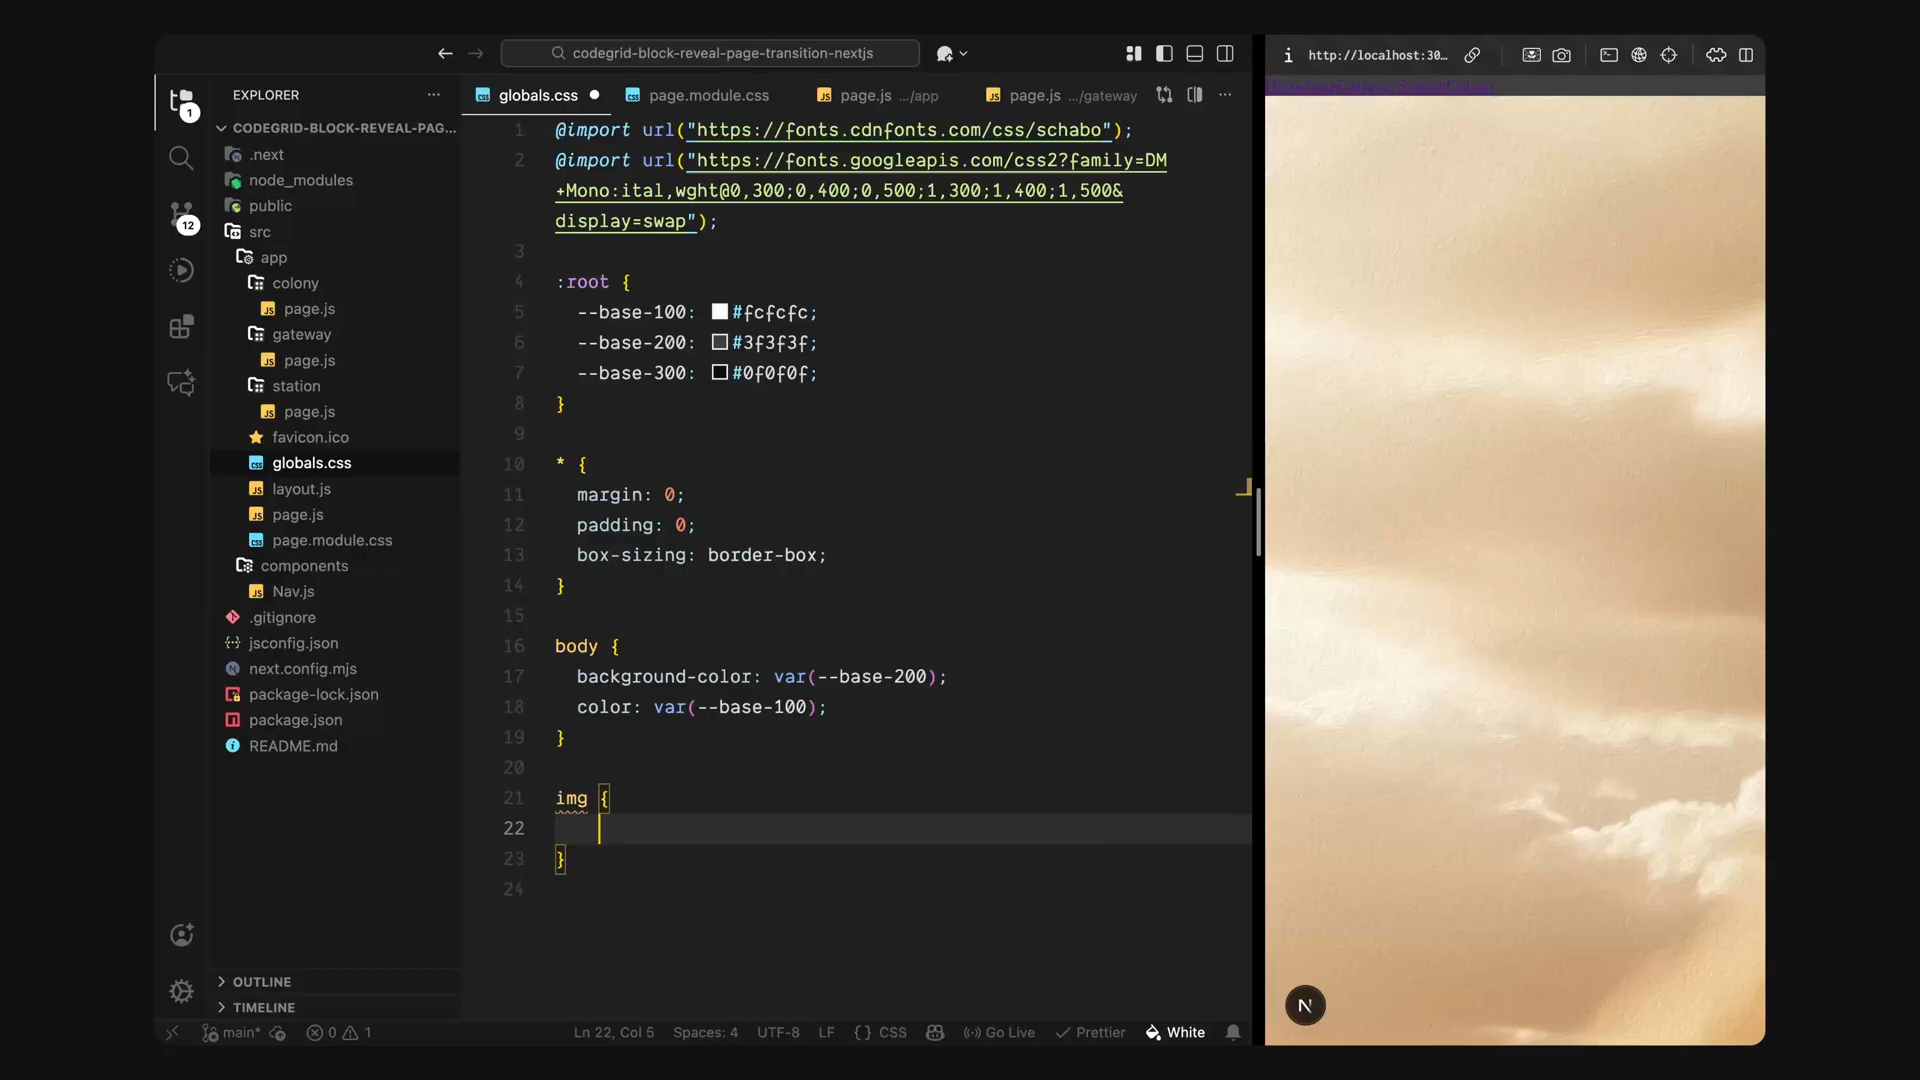 codegrid-block-reveal-page-transition-nextjs
http://localhost:30…
1
12
EXPLORER
CODEGRID-BLOCK-REVEAL-PAG…
.next
node_modules
public
src
app
colony
page.js
gateway
page.js
station
page.js
favicon.ico
globals.css
layout.js
page.js
page.module.css
components
Nav.js
.gitignore
jsconfig.json
next.config.mjs
package-lock.json
package.json
README.md
OUTLINE
TIMELINE
globals.css
page.module.css
page.js …/app
page.js …/gateway
1 @import url("https://fonts.cdnfonts.com/css/schabo");
2 @import url("https://fonts.googleapis.com/css2?family=DM
+Mono:ital,wght@0,300;0,400;0,500;1,300;1,400;1,500&
display=swap");
3
4 :root {
5 --base-100: #fcfcfc;
6 --base-200: #3f3f3f;
7 --base-300: #0f0f0f;
8 }
9
10 * {
11 margin: 0;
12 padding: 0;
13 box-sizing: border-box;
14 }
15
16 body {
17 background-color: var(--base-200);
18 color: var(--base-100);
19 }
20
21 img {
22
23 }
24
N
main* 0 1 Ln 22, Col 5 Spaces: 4 UTF-8 LF {} CSS Go Live Prettier White